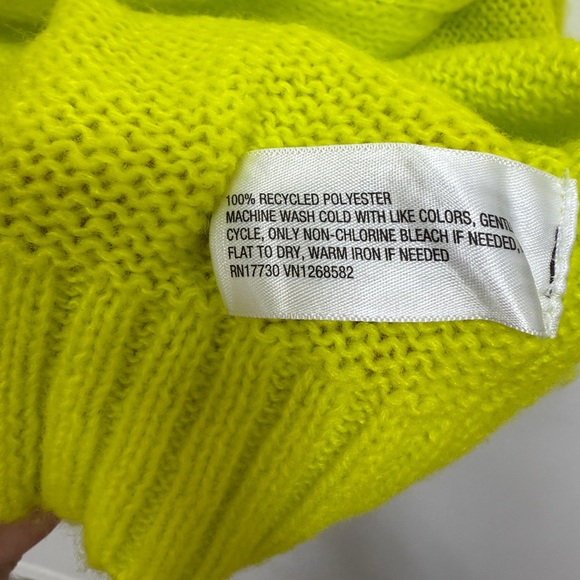 100% RECYCLED POLYESTER
MACHINE WASH COLD WITH LIKE COLORS, GENTL
CYCLE, ONLY NON-CHLORINE BLEACH IF NEEDED,
FLAT TO DRY, WARM IRON IF NEEDED
RN17730 VN1268582